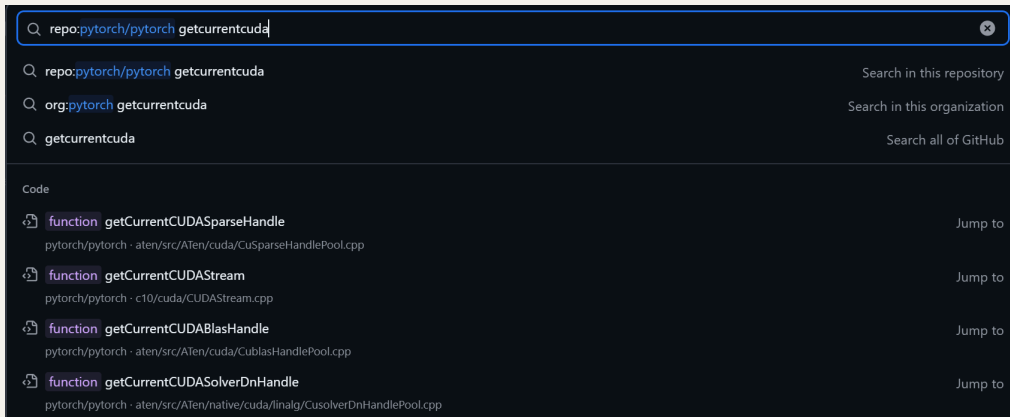 repo:pytorch/pytorch getcurrentcuda
repo:pytorch/pytorch getcurrentcuda Search in this repository
org:pytorch getcurrentcuda Search in this organization
getcurrentcuda Search all of GitHub
Code
function getCurrentCUDASparseHandle Jump to
pytorch/pytorch · aten/src/ATen/cuda/CuSparseHandlePool.cpp
function getCurrentCUDAStream Jump to
pytorch/pytorch · c10/cuda/CUDAStream.cpp
function getCurrentCUDABlasHandle Jump to
pytorch/pytorch · aten/src/ATen/cuda/CublasHandlePool.cpp
function getCurrentCUDASolverDnHandle Jump to
pytorch/pytorch · aten/src/ATen/native/cuda/linalg/CusolverDnHandlePool.cpp